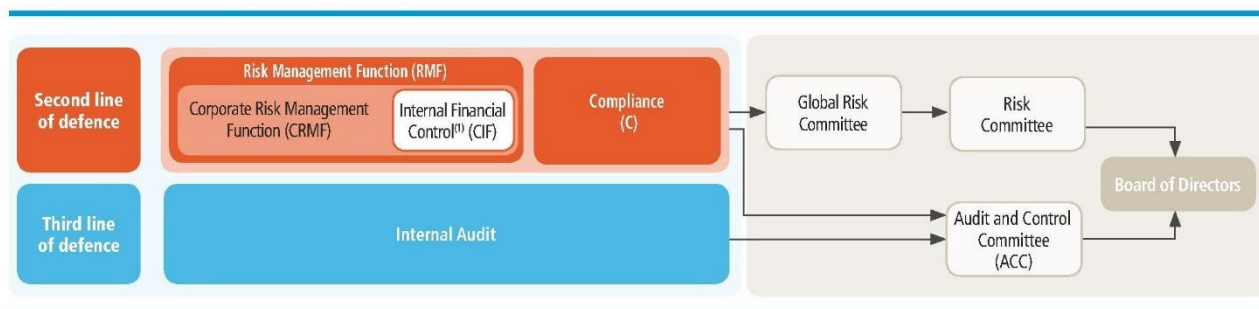 Second line
of defence
Risk Management Function (RMF)
Corporate Risk Management
Function (CRMF)
Internal Financial
Control(1) (CIF)
Compliance
(C)
Global Risk
Committee
Risk
Committee
Board of Directors
Third line
of defence
Internal Audit
Audit and Control
Committee
(ACC)